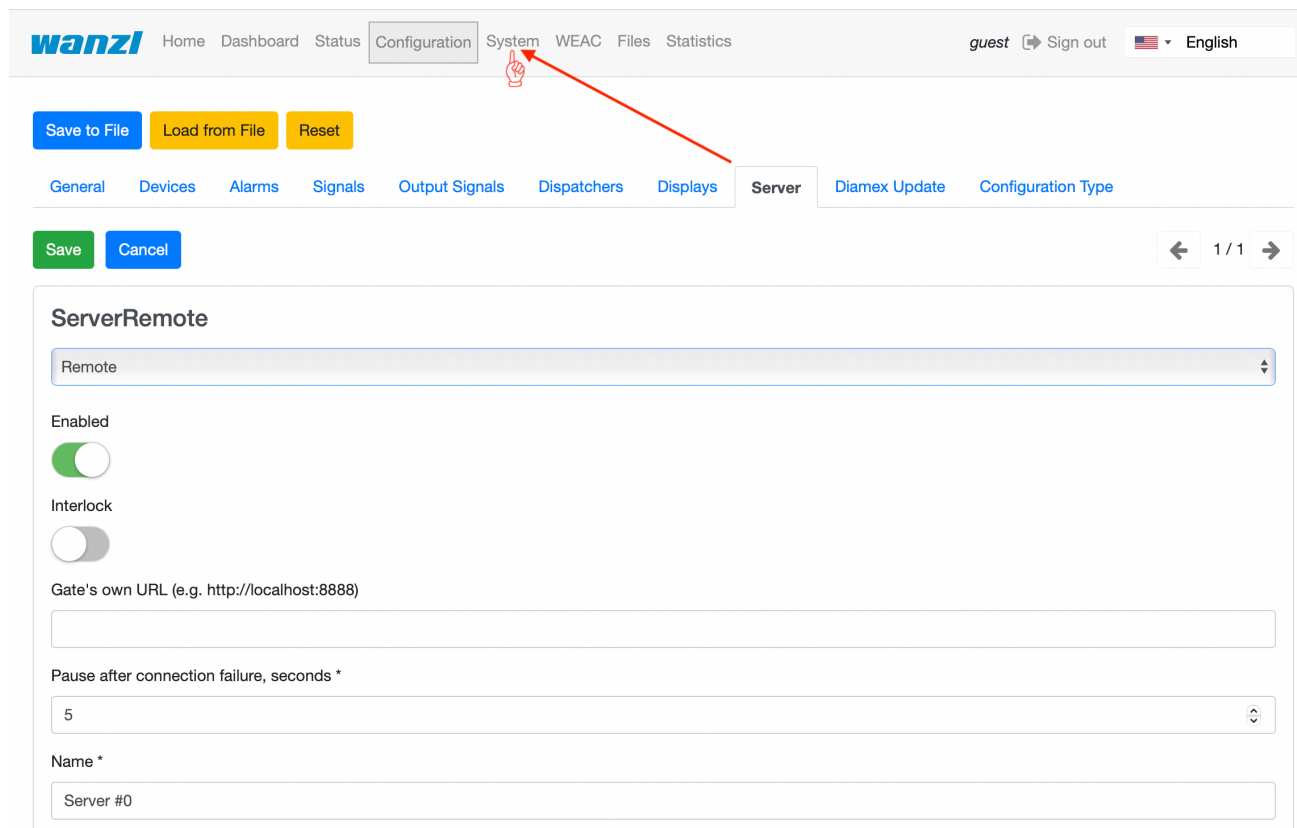 wanzl Home Dashboard Status Configuration System WEAC Files Statistics guest Sign out English
Save to File Load from File Reset
General Devices Alarms Signals Output Signals Dispatchers Displays Server Diamex Update Configuration Type
Save Cancel 1 / 1
ServerRemote
Remote
Enabled
Interlock
Gate's own URL (e.g. http://localhost:8888)
Pause after connection failure, seconds *
5
Name *
Server #0